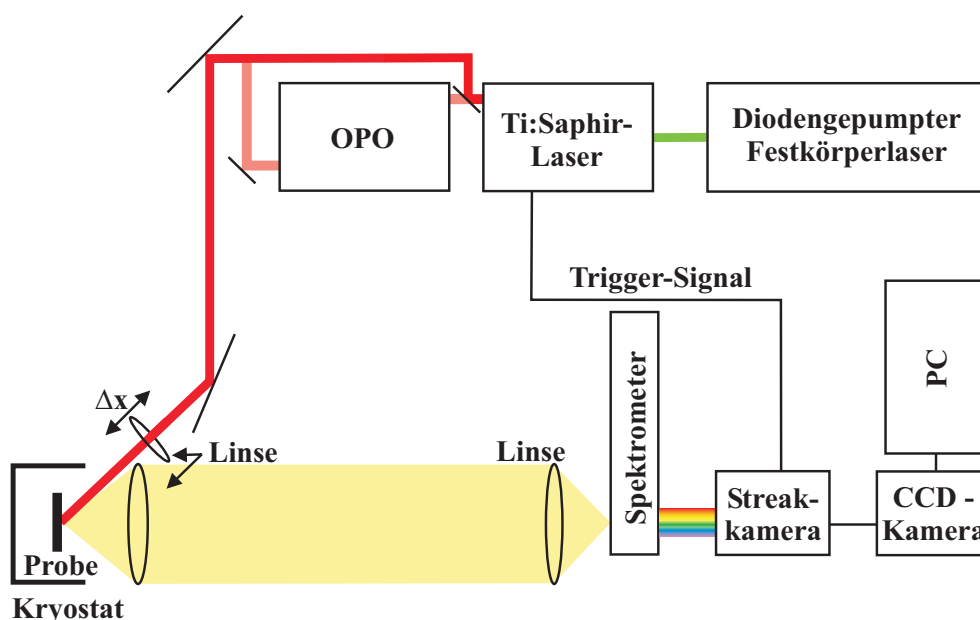 OPO
Ti:Saphir-
Laser
Diodengepumpter
Festkörperlaser
Trigger-Signal
Δx
Linse
Linse
Spektrometer
PC
Streak-
kamera
CCD -
Kamera
Probe
Kryostat